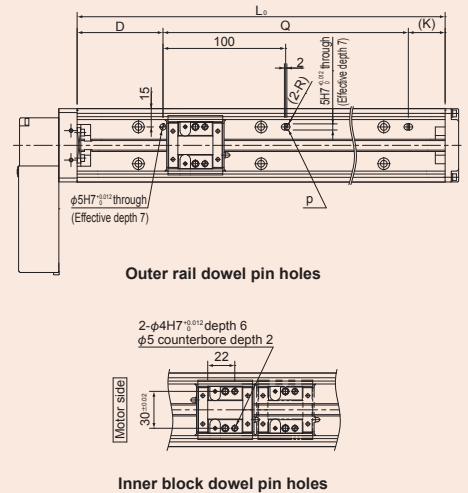 L₀
D
Q
(K)
100
2
15
(2-R)
5H7 +0.012 0 through
(Effective depth 7)
φ5H7 +0.012 0 through
(Effective depth 7)
p
Outer rail dowel pin holes
2-φ4H7 +0.012 0 depth 6
φ5 counterbore depth 2
22
Motor side
30±0.02
Inner block dowel pin holes